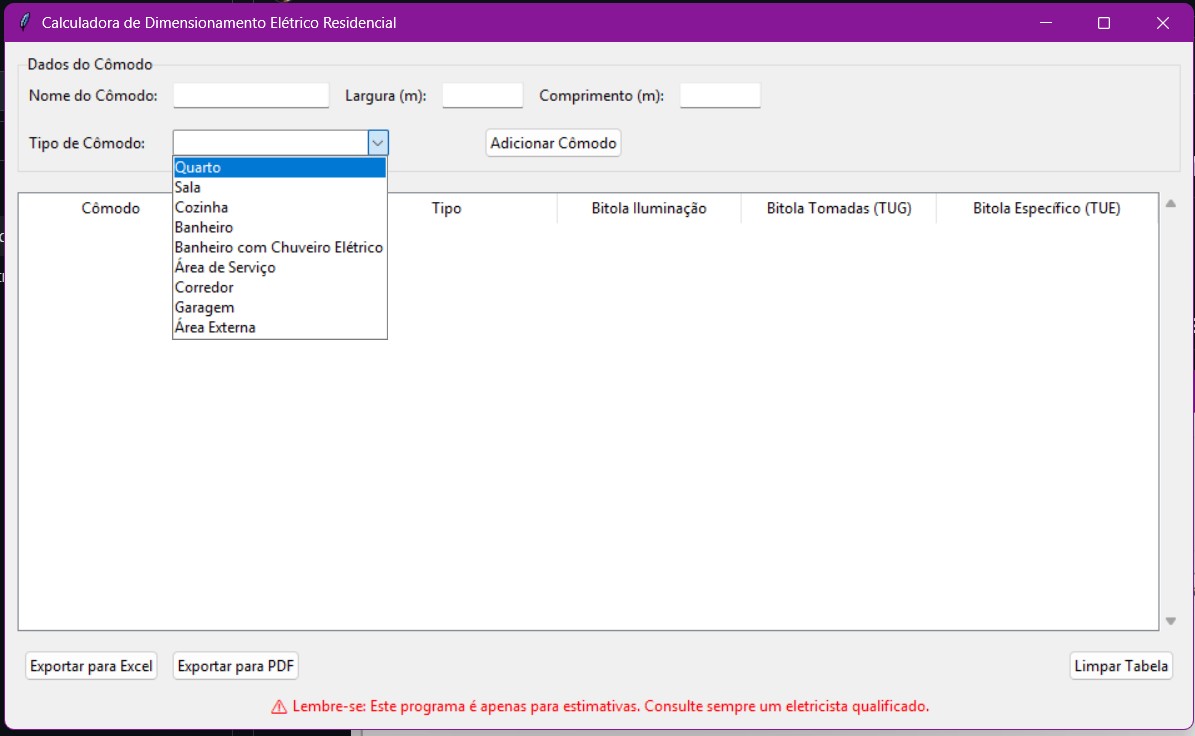 Calculadora de Dimensionamento Elétrico Residencial
Dados do Cômodo
Nome do Cômodo: Largura (m): Comprimento (m):
Tipo de Cômodo: Adicionar Cômodo
Quarto
Sala
Cozinha
Banheiro
Banheiro com Chuveiro Elétrico
Área de Serviço
Corredor
Garagem
Área Externa
Cômodo Tipo Bitola Iluminação Bitola Tomadas (TUG) Bitola Específico (TUE)
Exportar para Excel Exportar para PDF Limpar Tabela
⚠ Lembre-se: Este programa é apenas para estimativas. Consulte sempre um eletricista qualificado.